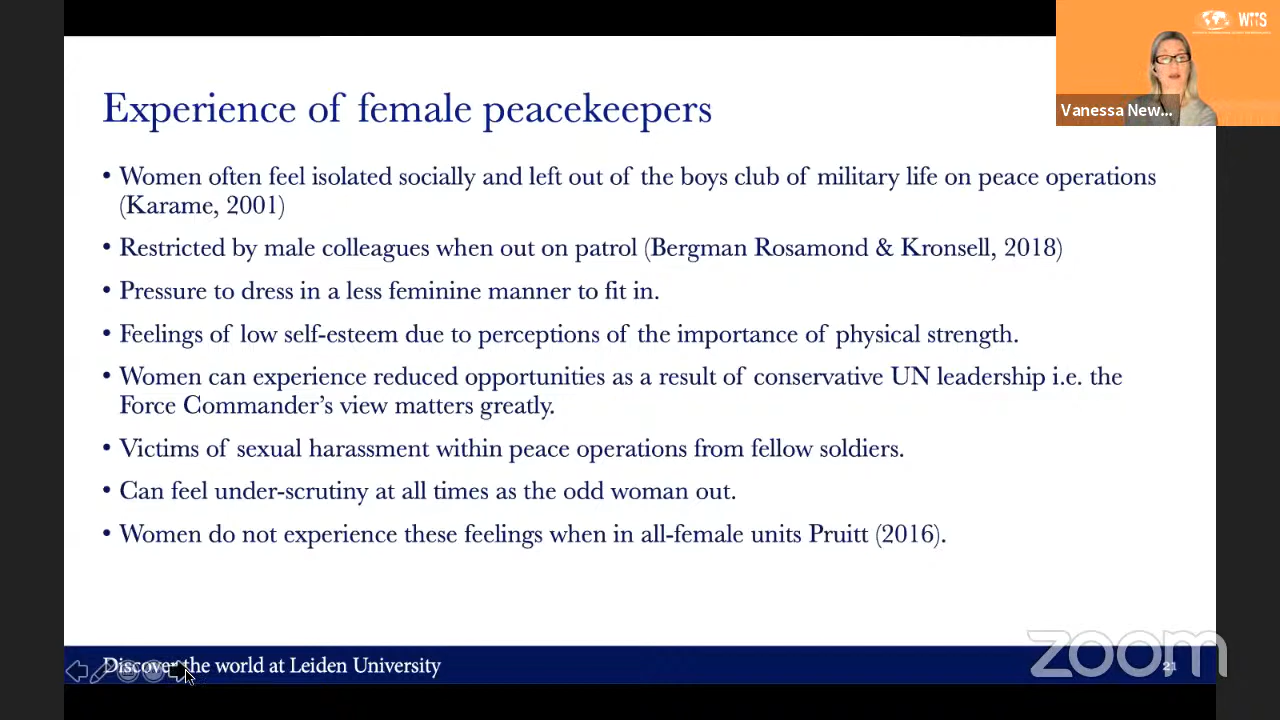 WIIS
Vanessa New...
Experience of female peacekeepers
• Women often feel isolated socially and left out of the boys club of military life on peace operations
(Karame, 2001)
• Restricted by male colleagues when out on patrol (Bergman Rosamond & Kronsell, 2018)
• Pressure to dress in a less feminine manner to fit in.
• Feelings of low self-esteem due to perceptions of the importance of physical strength.
• Women can experience reduced opportunities as a result of conservative UN leadership i.e. the
Force Commander's view matters greatly.
• Victims of sexual harassment within peace operations from fellow soldiers.
• Can feel under-scrutiny at all times as the odd woman out.
• Women do not experience these feelings when in all-female units Pruitt (2016).
Discover the world at Leiden University
21
zoom